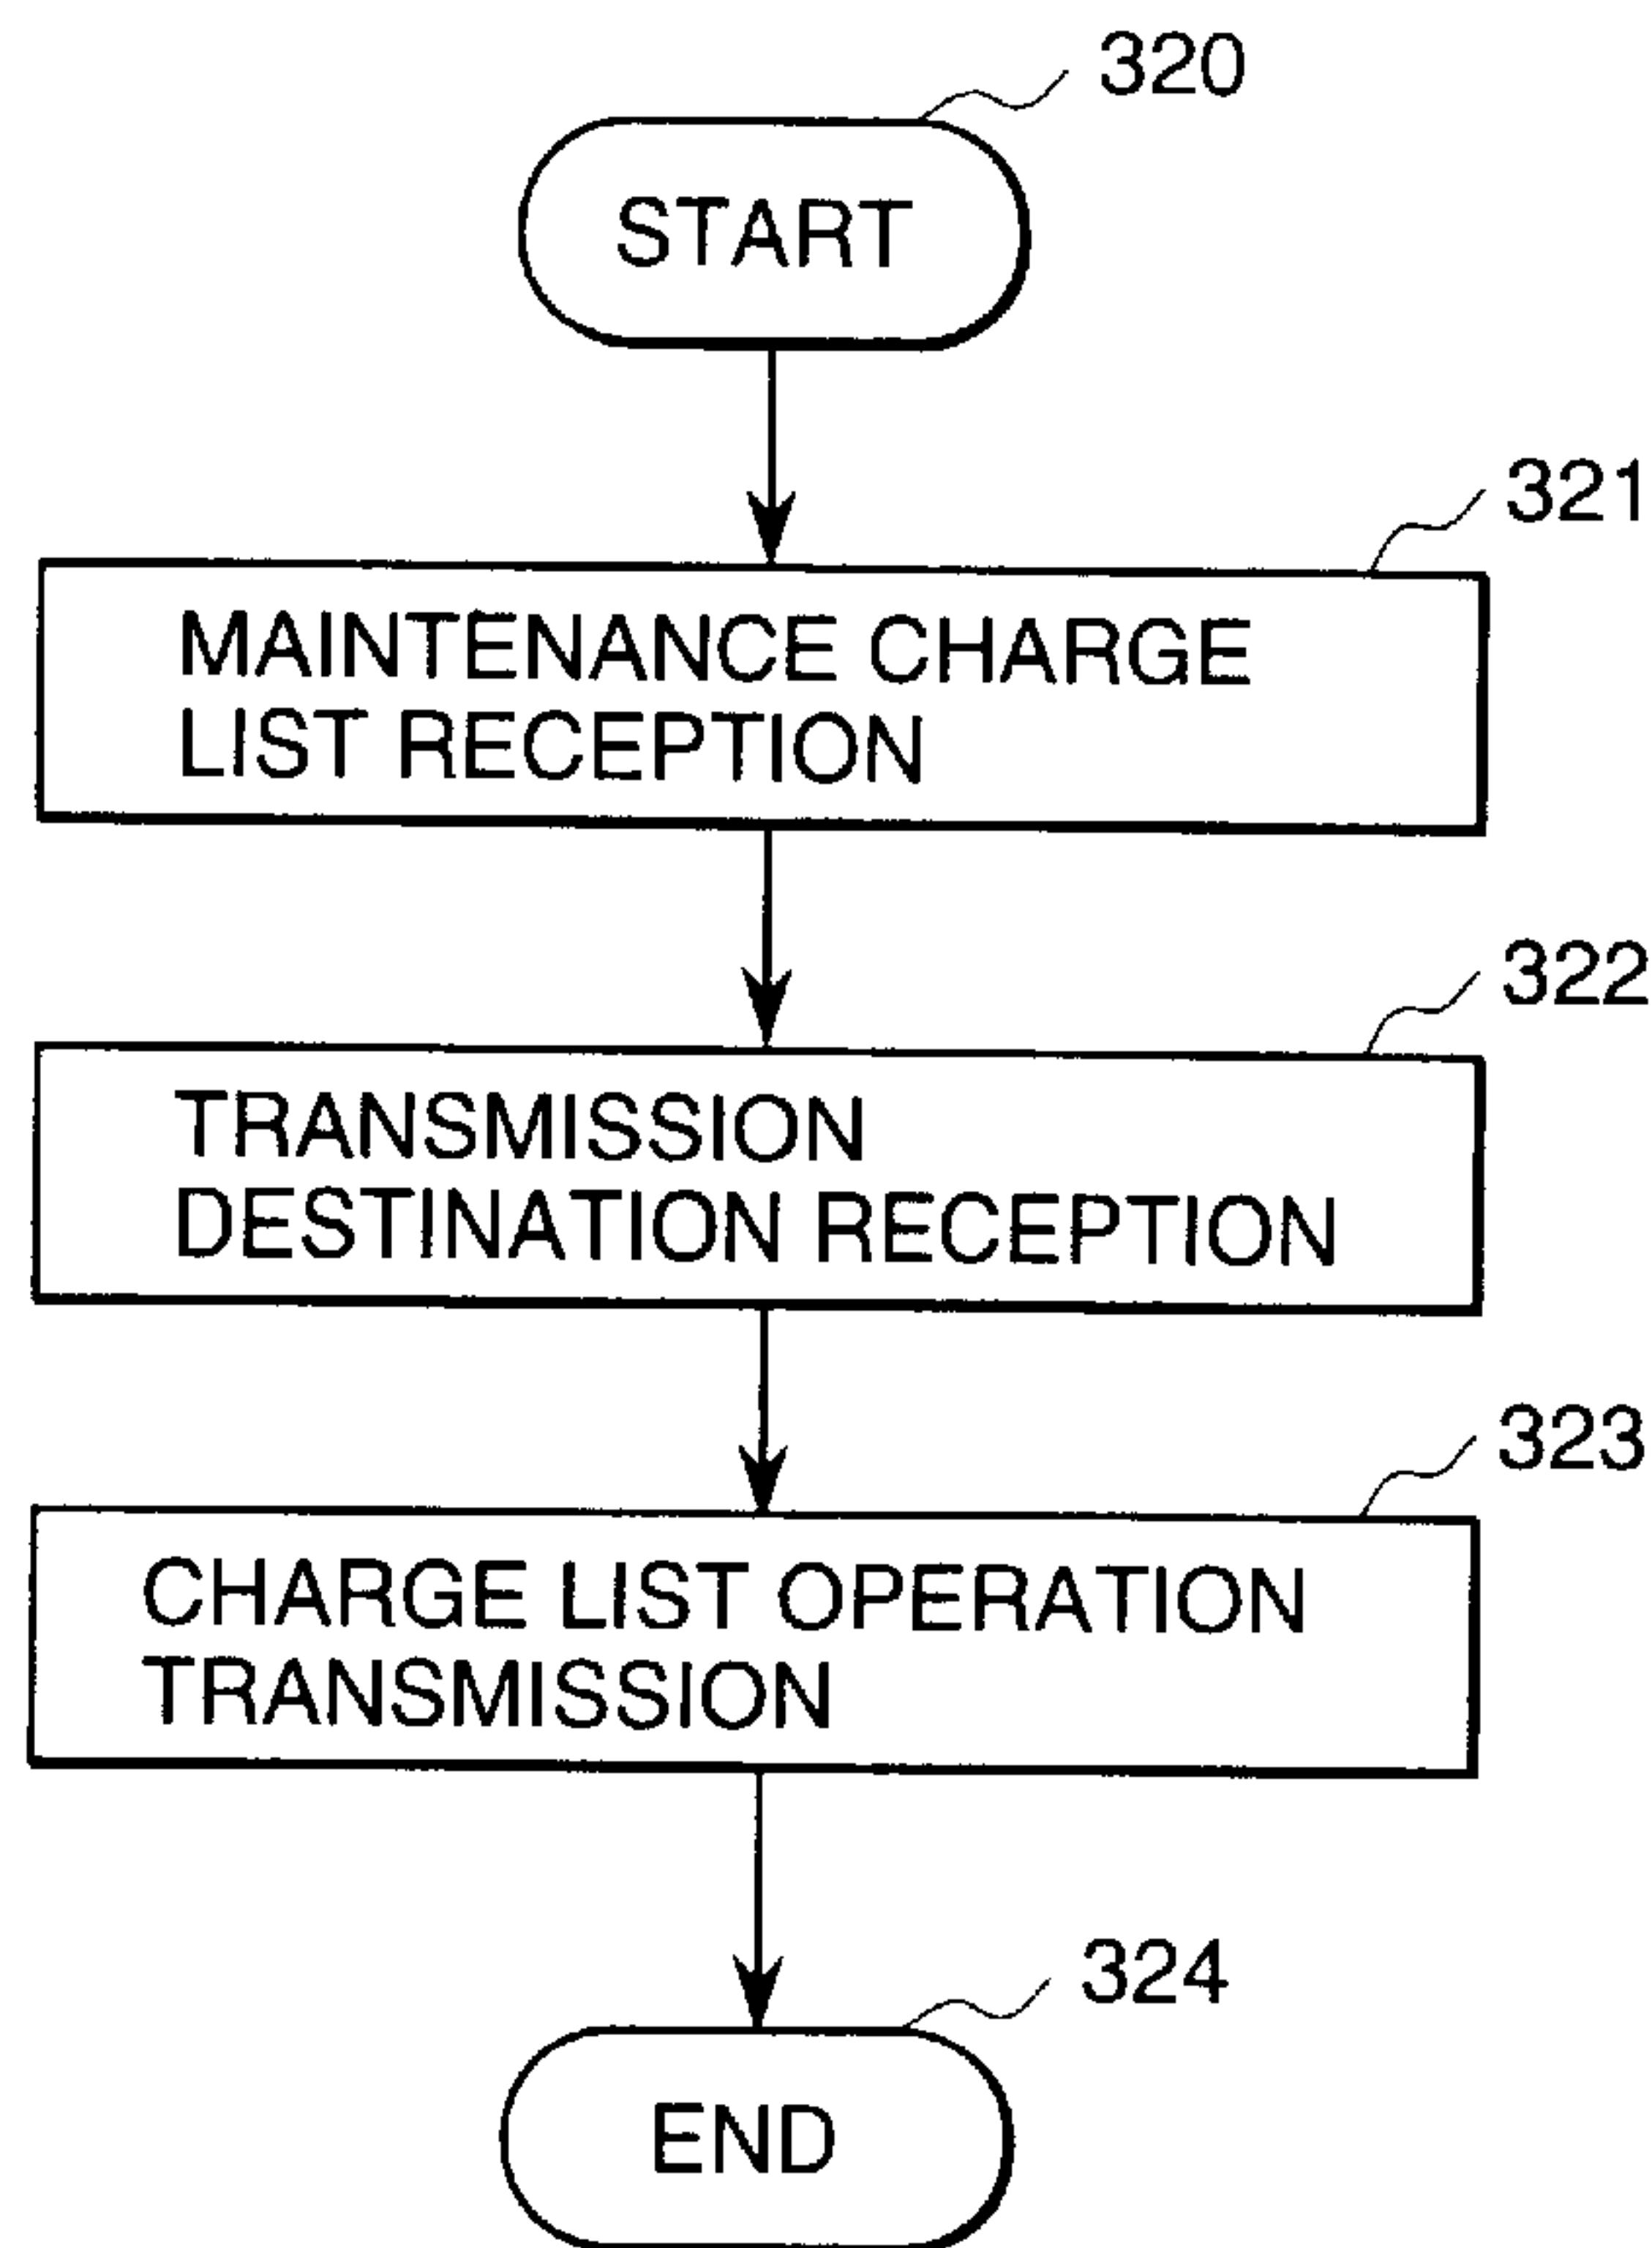 320
START
321
MAINTENANCE CHARGE
LIST RECEPTION
322
TRANSMISSION
DESTINATION RECEPTION
323
CHARGE LIST OPERATION
TRANSMISSION
324
END